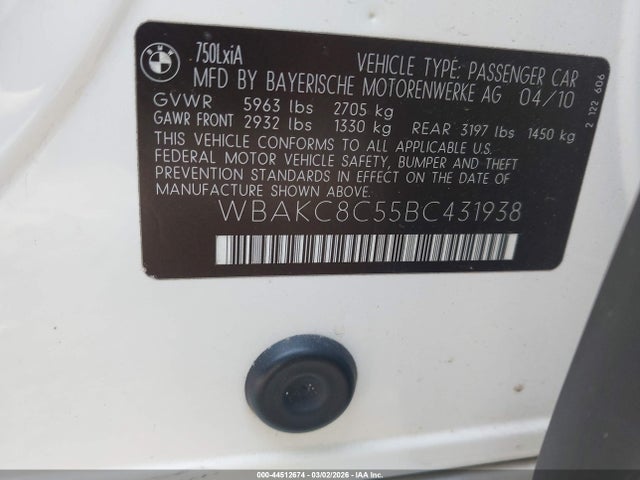 BMW
750LxiA
VEHICLE TYPE: PASSENGER CAR
MFD BY BAYERISCHE MOTORENWERKE AG 04/10
GVWR 5963 lbs 2705 kg
GAWR FRONT 2932 lbs 1330 kg REAR 3197 lbs 1450 kg
THIS VEHICLE CONFORMS TO ALL APPLICABLE U.S.
FEDERAL MOTOR VEHICLE SAFETY, BUMPER AND THEFT
PREVENTION STANDARDS IN EFFECT ON THE DATE OF
MANUFACTURE SHOWN ABOVE.
WBAKC8C55BC431938
2 122 606
000-44512674 - 03/02/2026 - COPYRIGHT IAA, LLC